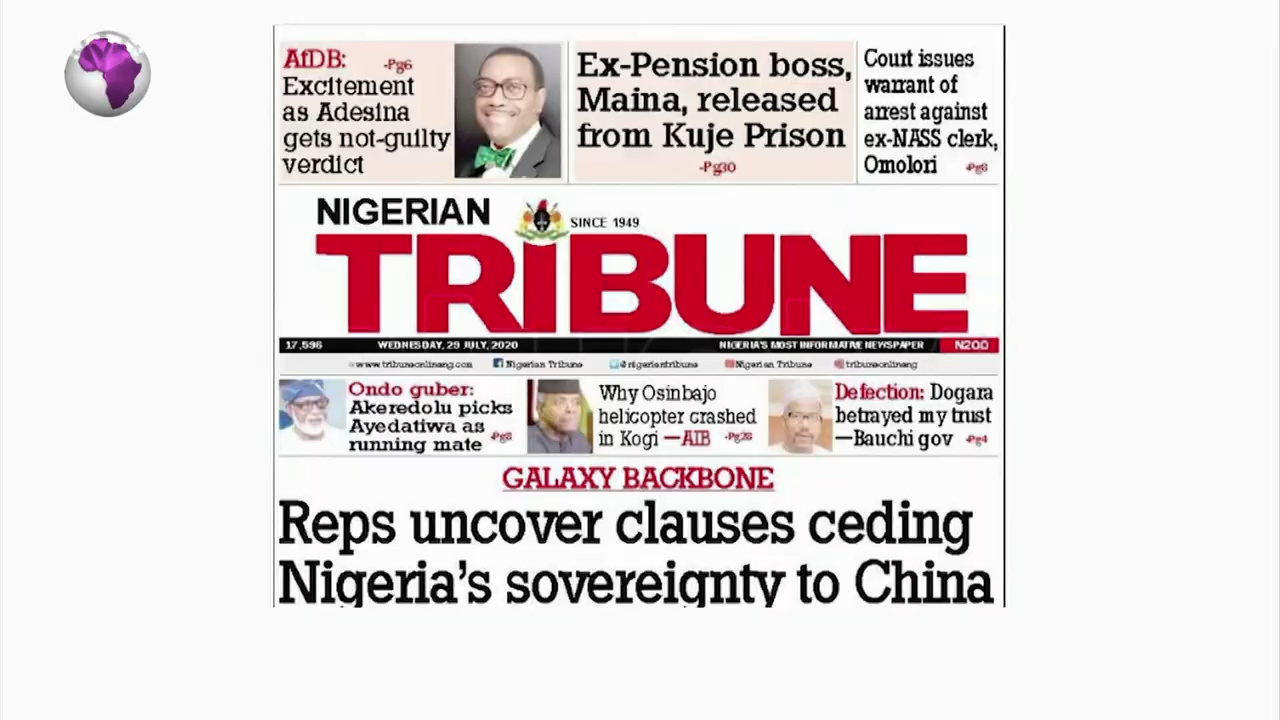 AfDB: -Pg6
Excitement
as Adesina
gets not-guilty
verdict
Ex-Pension boss,
Maina, released
from Kuje Prison
-Pg30
Court issues
warrant of
arrest against
ex-NASS clerk,
Omolori -Pg8
NIGERIAN
SINCE 1949
TRIBUNE
17,596 WEDNESDAY, 29 JULY, 2020 NIGERIA'S MOST INFORMATIVE NEWSPAPER N200
www.tribuneonlineng.com Nigerian Tribune @nigeriantribune Nigerian Tribune tribuneonlineng
Ondo guber:
Akeredolu picks
Ayedatiwa as
running mate -Pg8
Why Osinbajo
helicopter crashed
in Kogi —AIB -Pg28
Defection: Dogara
betrayed my trust
—Bauchi gov -Pg4
GALAXY BACKBONE
Reps uncover clauses ceding
Nigeria's sovereignty to China